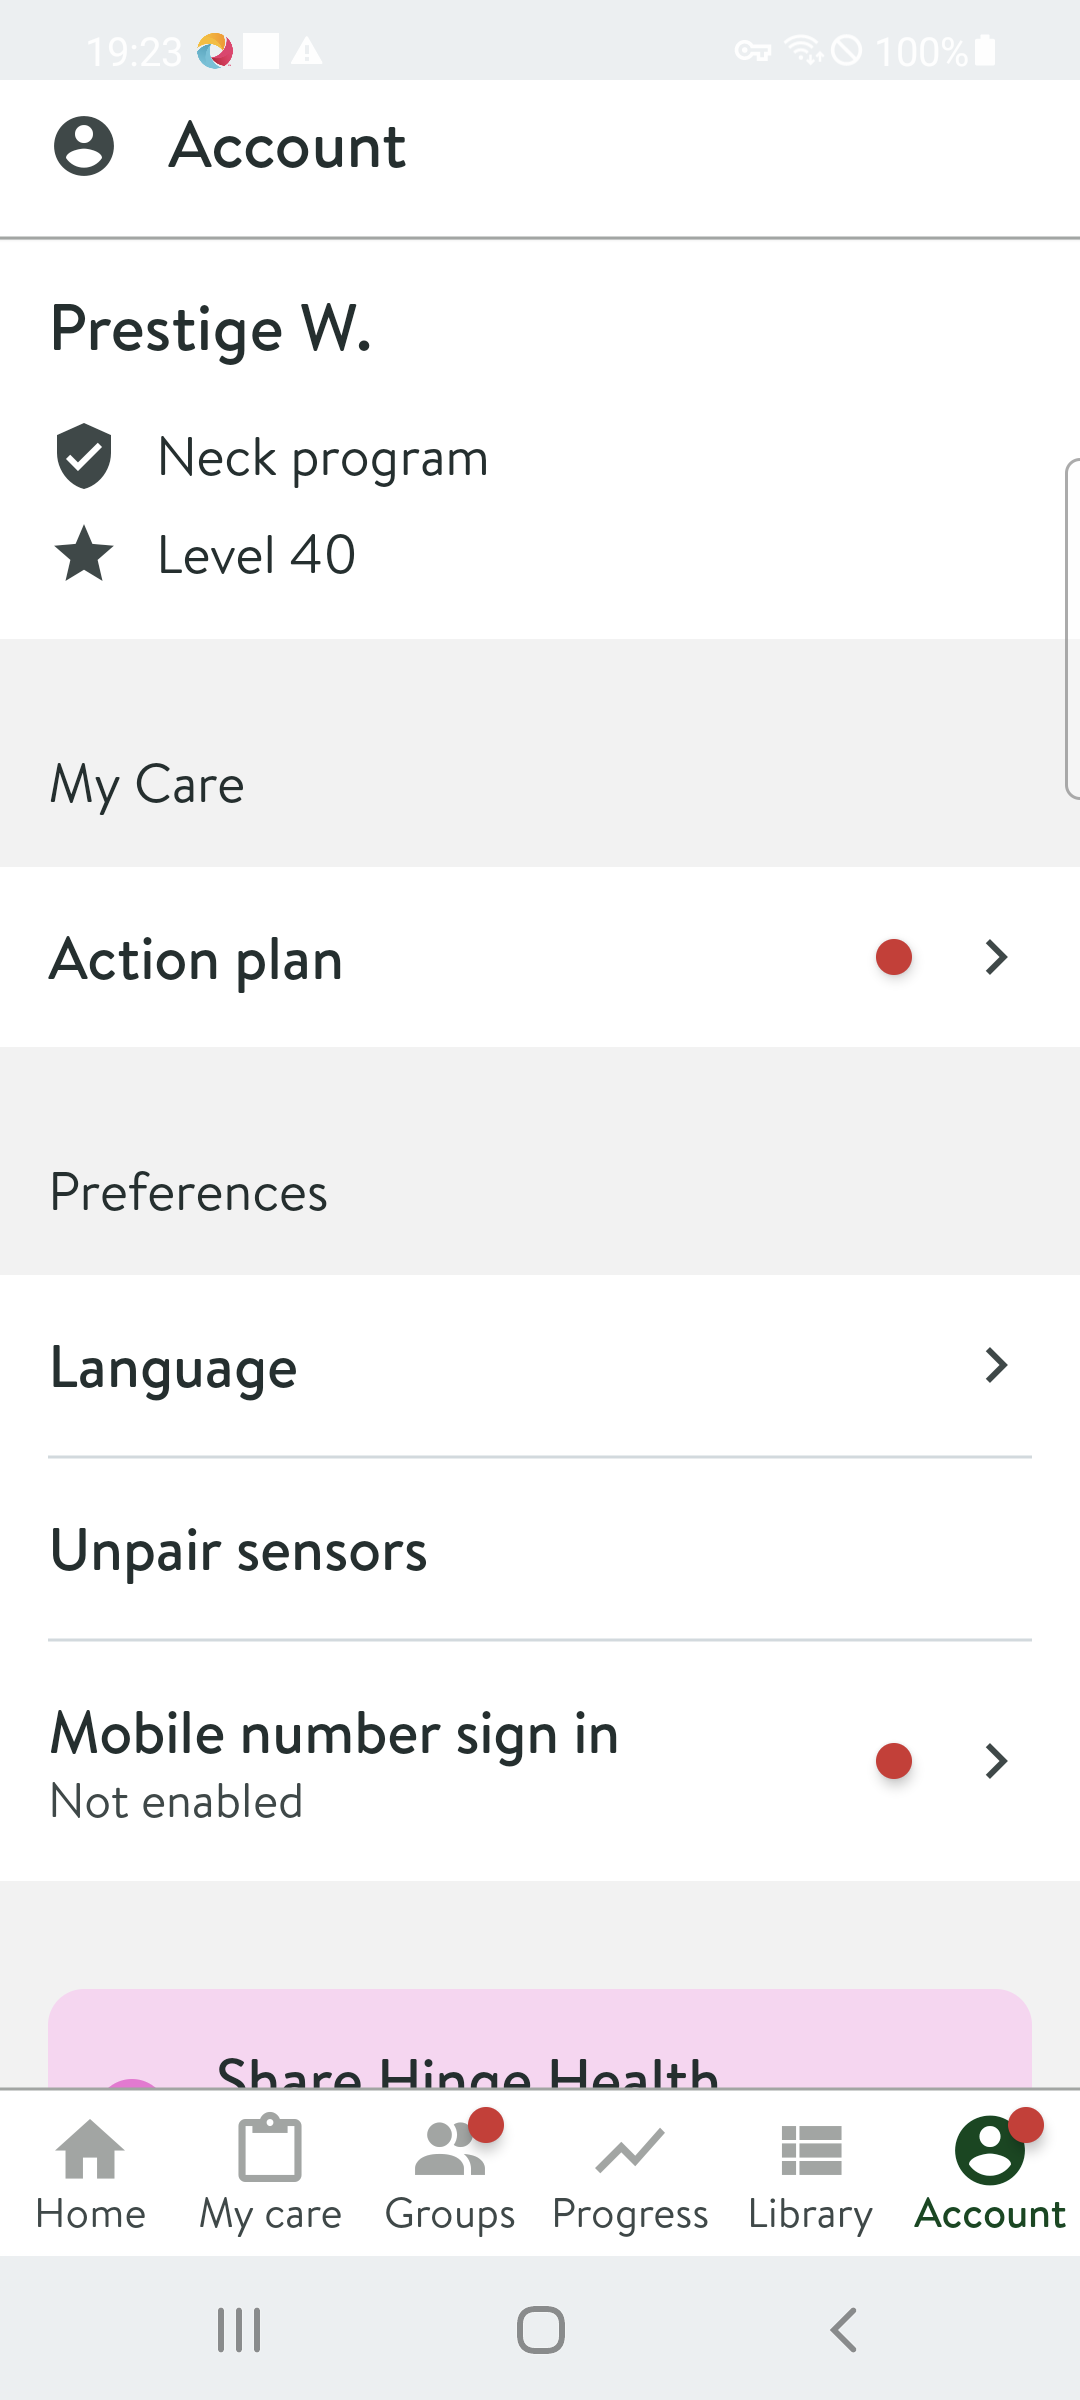 19:23
100%
Account
Prestige W.
Neck program
Level 40
My Care
Action plan
Preferences
Language
Unpair sensors
Mobile number sign in
Not enabled
Share Hinge Health
Home
My care
Groups
Progress
Library
Account